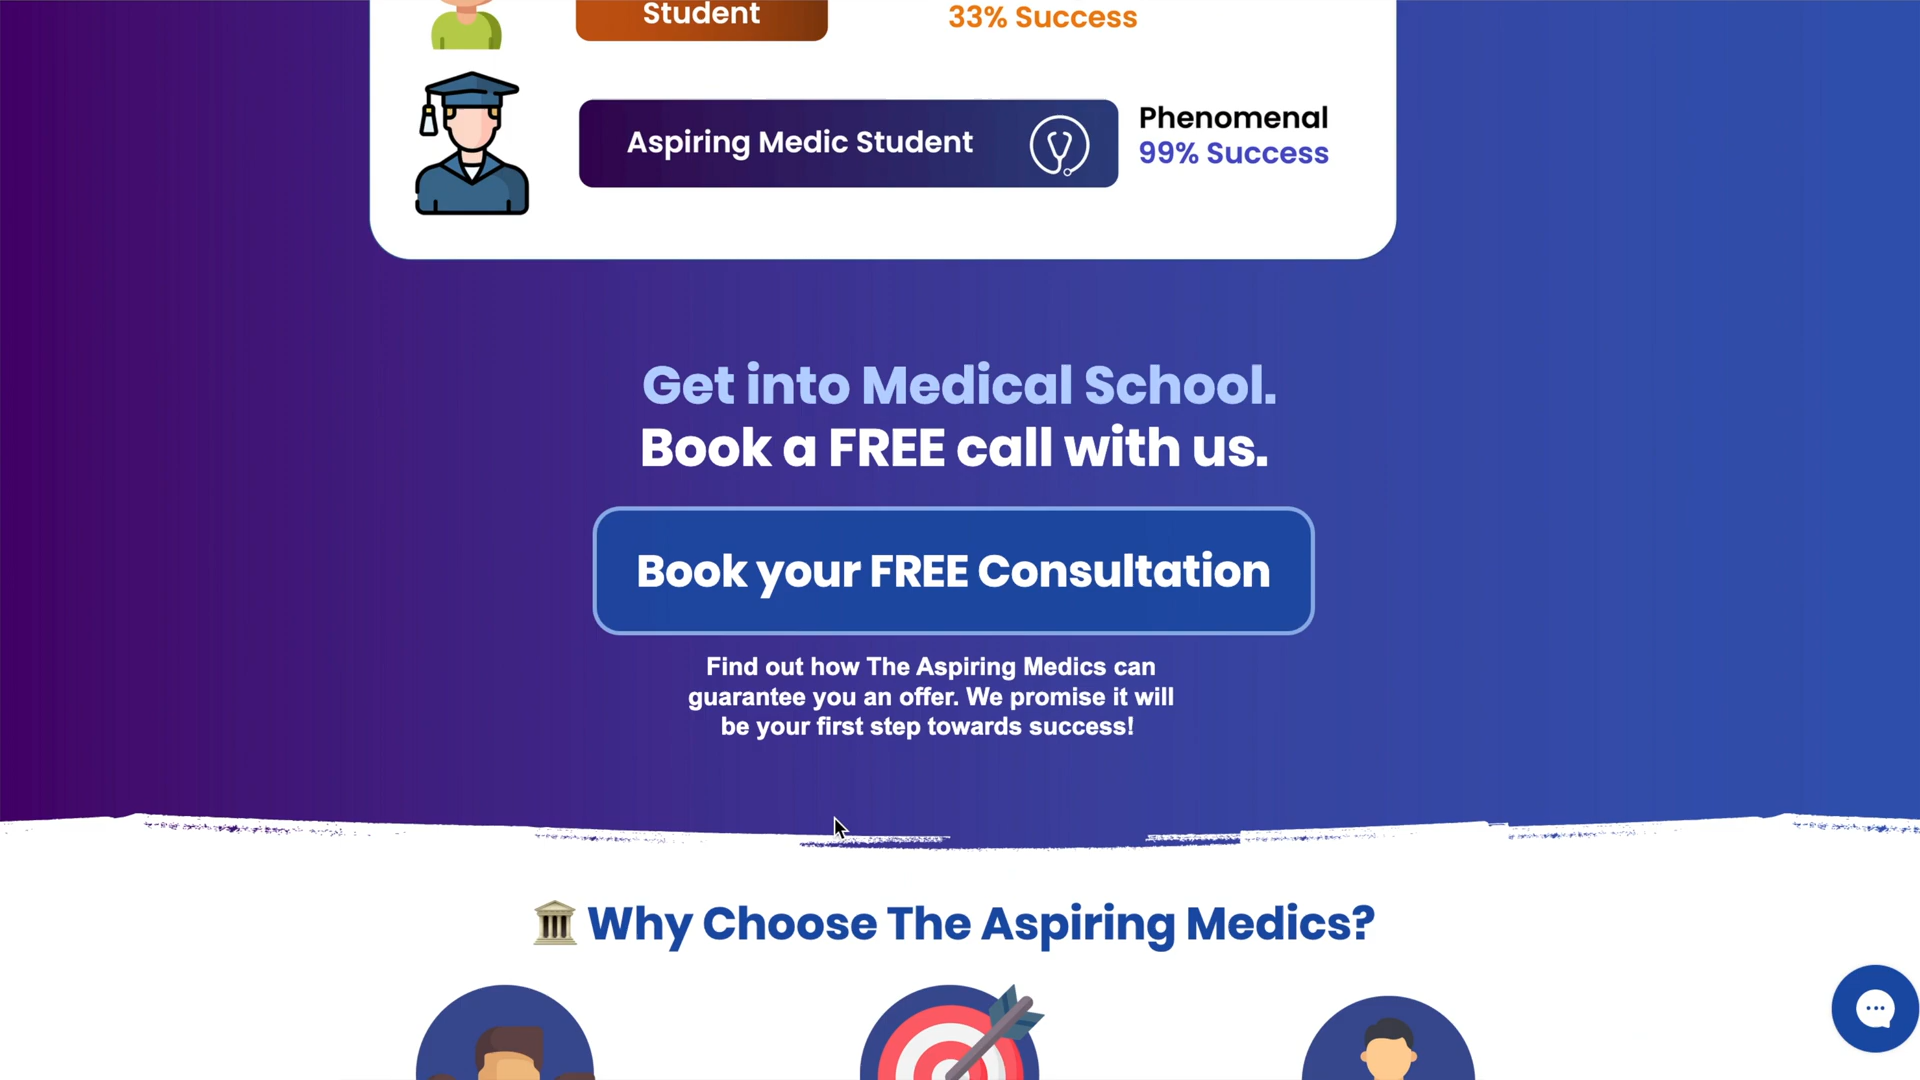 Student
33% Success
Aspiring Medic Student
Phenomenal
99% Success
Get into Medical School.
Book a FREE call with us.
Book your FREE Consultation
Find out how The Aspiring Medics can
guarantee you an offer. We promise it will
be your first step towards success!
Why Choose The Aspiring Medics?